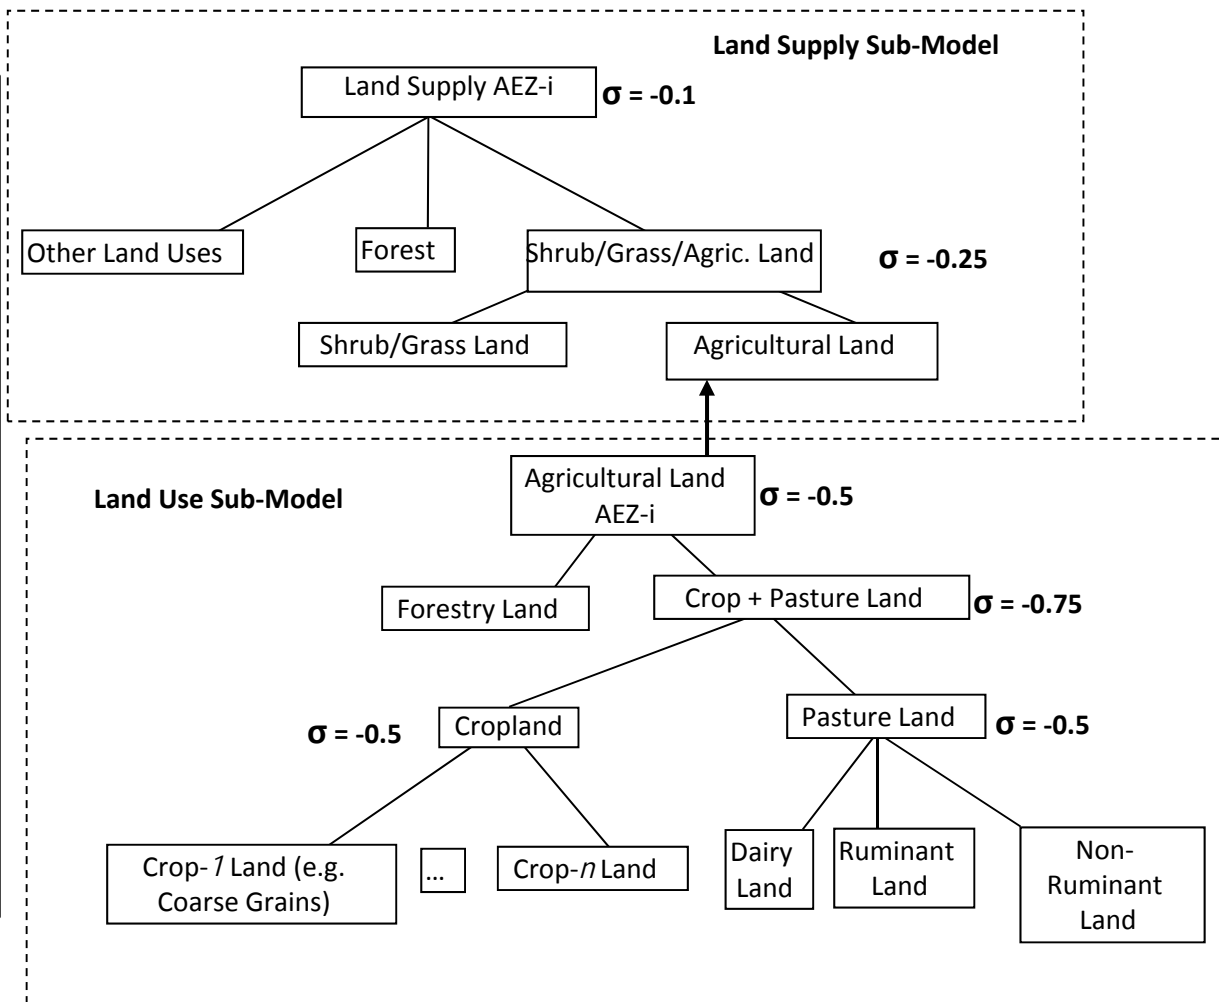 Land Supply Sub-Model
Land Supply AEZ-i
σ = -0.1
Other Land Uses
Forest
Shrub/Grass/Agric. Land
σ = -0.25
Shrub/Grass Land
Agricultural Land
Land Use Sub-Model
Agricultural Land
AEZ-i
σ = -0.5
Forestry Land
Crop + Pasture Land
σ = -0.75
σ = -0.5
Cropland
Pasture Land
σ = -0.5
Crop-1 Land (e.g.
Coarse Grains)
...
Crop-n Land
Dairy
Land
Ruminant
Land
Non-
Ruminant
Land